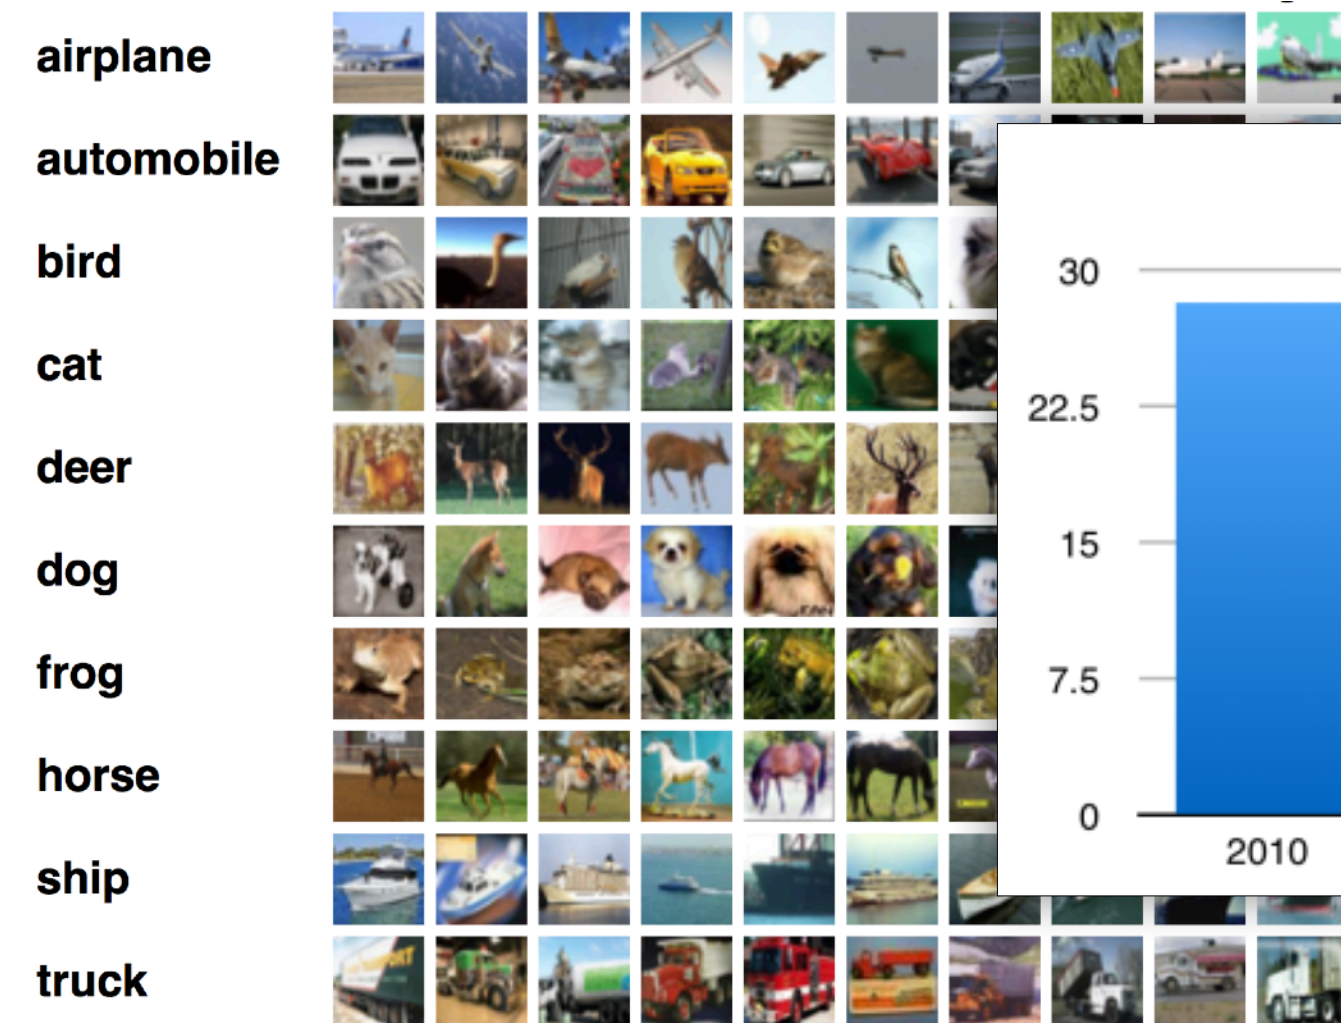 airplane
automobile
bird
cat
deer
dog
frog
horse
ship
truck
30
22.5
15
7.5
0
2010